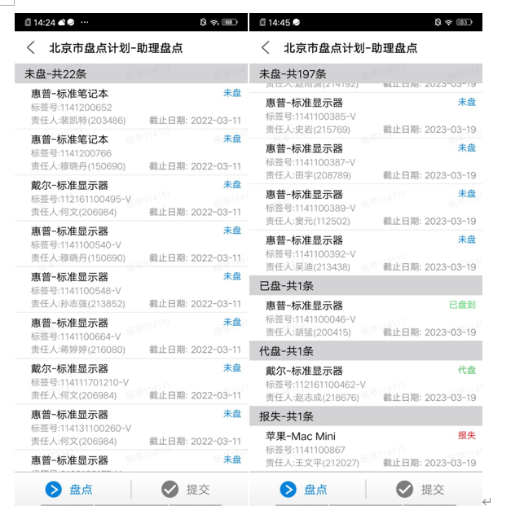 14:24
北京市盘点计划-助理盘点
未盘-共22条
惠普-标准笔记本 未盘
标签号:1141200652
责任人:裴凯特(203486) 截止日期: 2022-03-11
惠普-标准笔记本 未盘
标签号:1141200766
责任人:穆晓丹(150690) 截止日期: 2022-03-11
戴尔-标准显示器 未盘
标签号:112161100495-V
责任人:何文(206984) 截止日期: 2022-03-11
惠普-标准显示器 未盘
标签号:1141100540-V
责任人:穆晓丹(150690) 截止日期: 2022-03-11
惠普-标准显示器 未盘
标签号:1141100548-V
责任人:孙志强(213852) 截止日期: 2022-03-11
惠普-标准显示器 未盘
标签号:1141100664-V
责任人:蒋婷婷(216080) 截止日期: 2022-03-11
惠普-标准显示器 未盘
标签号:114111701210-V
责任人:何文(206984) 截止日期: 2022-03-11
惠普-标准显示器 未盘
标签号:114131100260-V
责任人:何文(206984) 截止日期: 2022-03-11
惠普-标准显示器 未盘
盘点 提交
14:45
北京市盘点计划-助理盘点
未盘-共197条
截止日期: 2023-03-19
惠普-标准显示器 未盘
标签号:1141100385-V
责任人:史岩(215769) 截止日期: 2023-03-19
惠普-标准显示器 未盘
标签号:1141100387-V
责任人:田宇(208789) 截止日期: 2023-03-19
惠普-标准显示器 未盘
标签号:1141100389-V
责任人:窦元(112502) 截止日期: 2023-03-19
惠普-标准显示器 未盘
标签号:1141100392-V
责任人:吴迪(213438) 截止日期: 2023-03-19
已盘-共1条
惠普-标准显示器 已盘到
标签号:1141100046-V
责任人:胡猛(200415) 截止日期: 2023-03-19
代盘-共1条
戴尔-标准显示器 代盘
标签号:112161100462-V
责任人:赵志成(218676) 截止日期: 2023-03-19
报失-共1条
苹果-Mac Mini 报失
标签号:1141100867
责任人:王文平(212027) 截止日期: 2023-03-19
盘点 提交